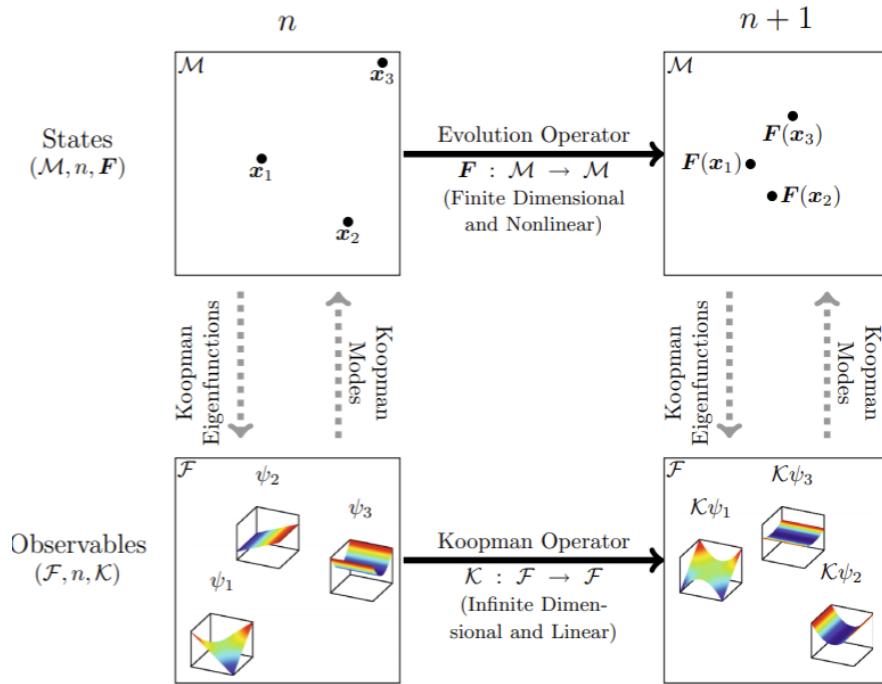 n
n + 1
ℳ
𝒙₃
𝒙₁
𝒙₂
States
(ℳ, n, 𝑭)
Evolution Operator
𝑭 : ℳ → ℳ
(Finite Dimensional
and Nonlinear)
ℳ
𝑭(𝒙₃)
𝑭(𝒙₁)
𝑭(𝒙₂)
Koopman
Eigenfunctions
Koopman
Modes
Koopman
Eigenfunctions
Koopman
Modes
ℱ
ψ₂
ψ₃
ψ₁
Observables
(ℱ, n, 𝒦)
Koopman Operator
𝒦 : ℱ → ℱ
(Infinite Dimen-
sional and Linear)
ℱ
𝒦ψ₃
𝒦ψ₁
𝒦ψ₂